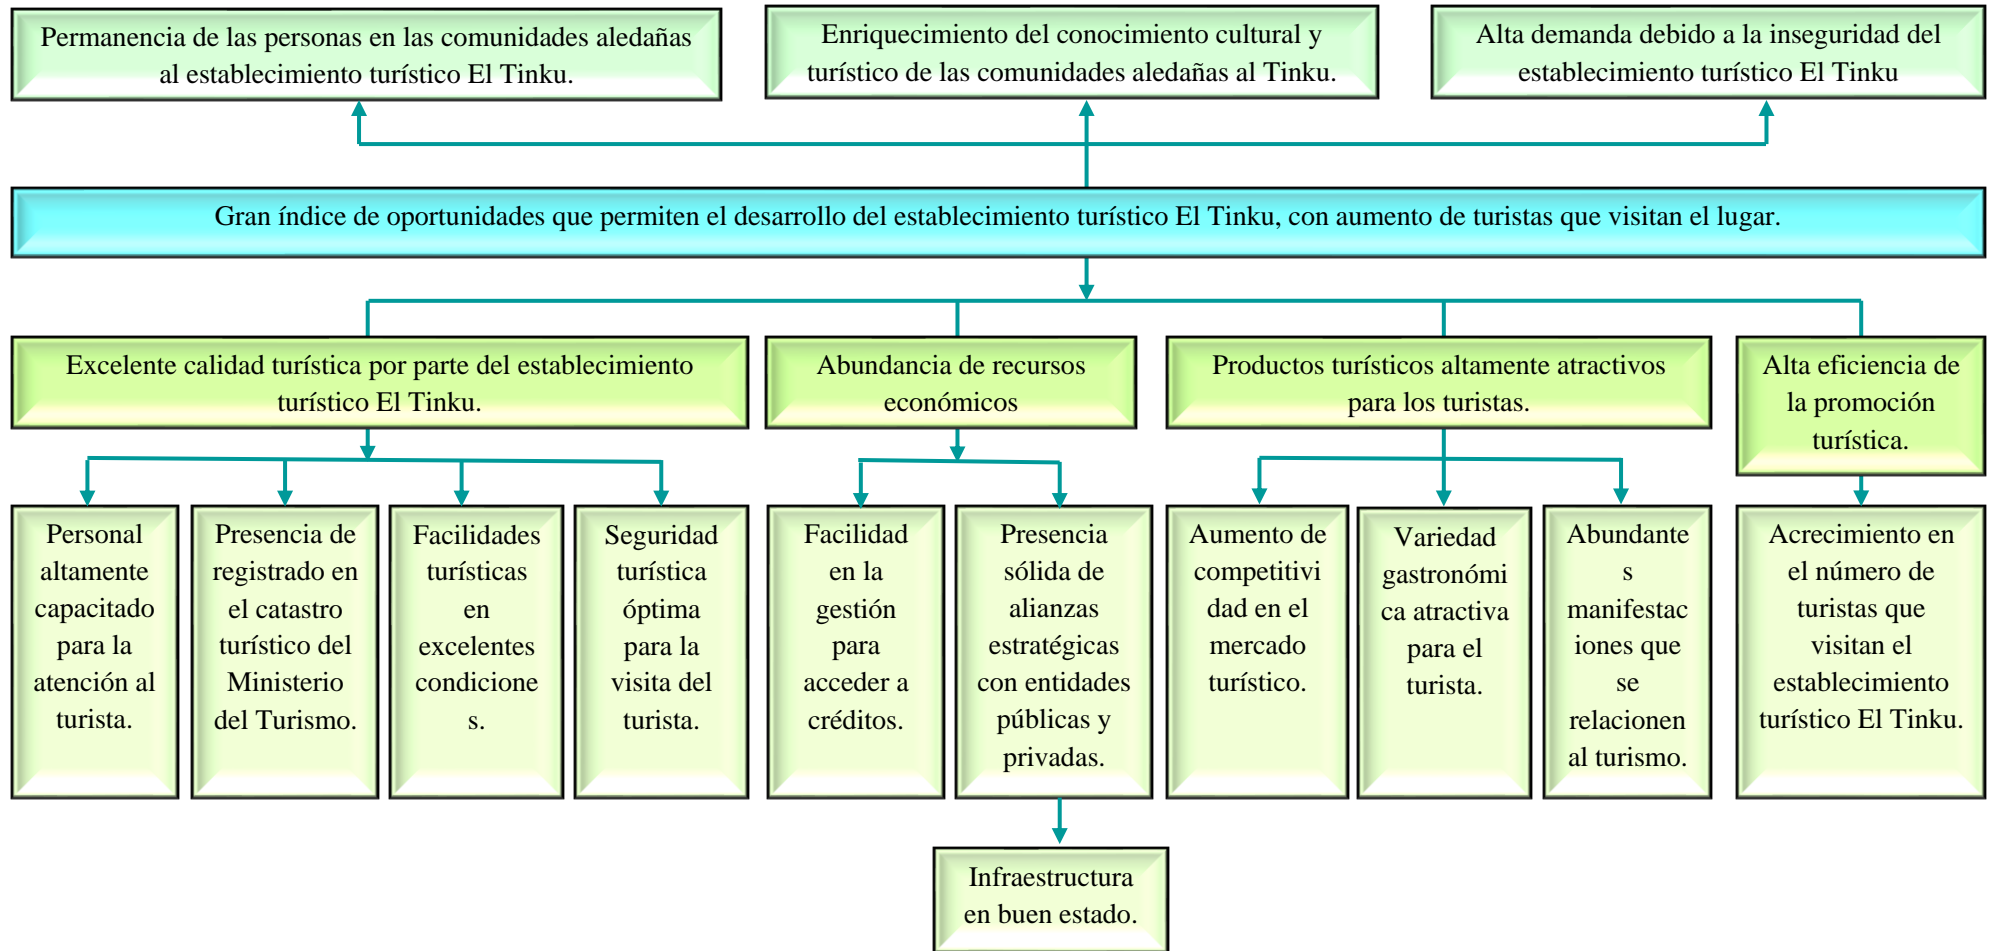 Permanencia de las personas en las comunidades aledañas
al establecimiento turístico El Tinku.
Enriquecimiento del conocimiento cultural y
turístico de las comunidades aledañas al Tinku.
Alta demanda debido a la inseguridad del
establecimiento turístico El Tinku
Gran índice de oportunidades que permiten el desarrollo del establecimiento turístico El Tinku, con aumento de turistas que visitan el lugar.
Excelente calidad turística por parte del establecimiento
turístico El Tinku.
Abundancia de recursos
económicos
Productos turísticos altamente atractivos
para los turistas.
Alta eficiencia de
la promoción
turística.
Personal
altamente
capacitado
para la
atención al
turista.
Presencia de
registrado en
el catastro
turístico del
Ministerio
del Turismo.
Facilidades
turísticas
en
excelentes
condicione
s.
Seguridad
turística
óptima
para la
visita del
turista.
Facilidad
en la
gestión
para
acceder a
créditos.
Presencia
sólida de
alianzas
estratégicas
con entidades
públicas y
privadas.
Aumento de
competitivi
dad en el
mercado
turístico.
Variedad
gastronómi
ca atractiva
para el
turista.
Abundante
s
manifestac
iones que
se
relacionen
al turismo.
Acrecimiento en
el número de
turistas que
visitan el
establecimiento
turístico El Tinku.
Infraestructura
en buen estado.